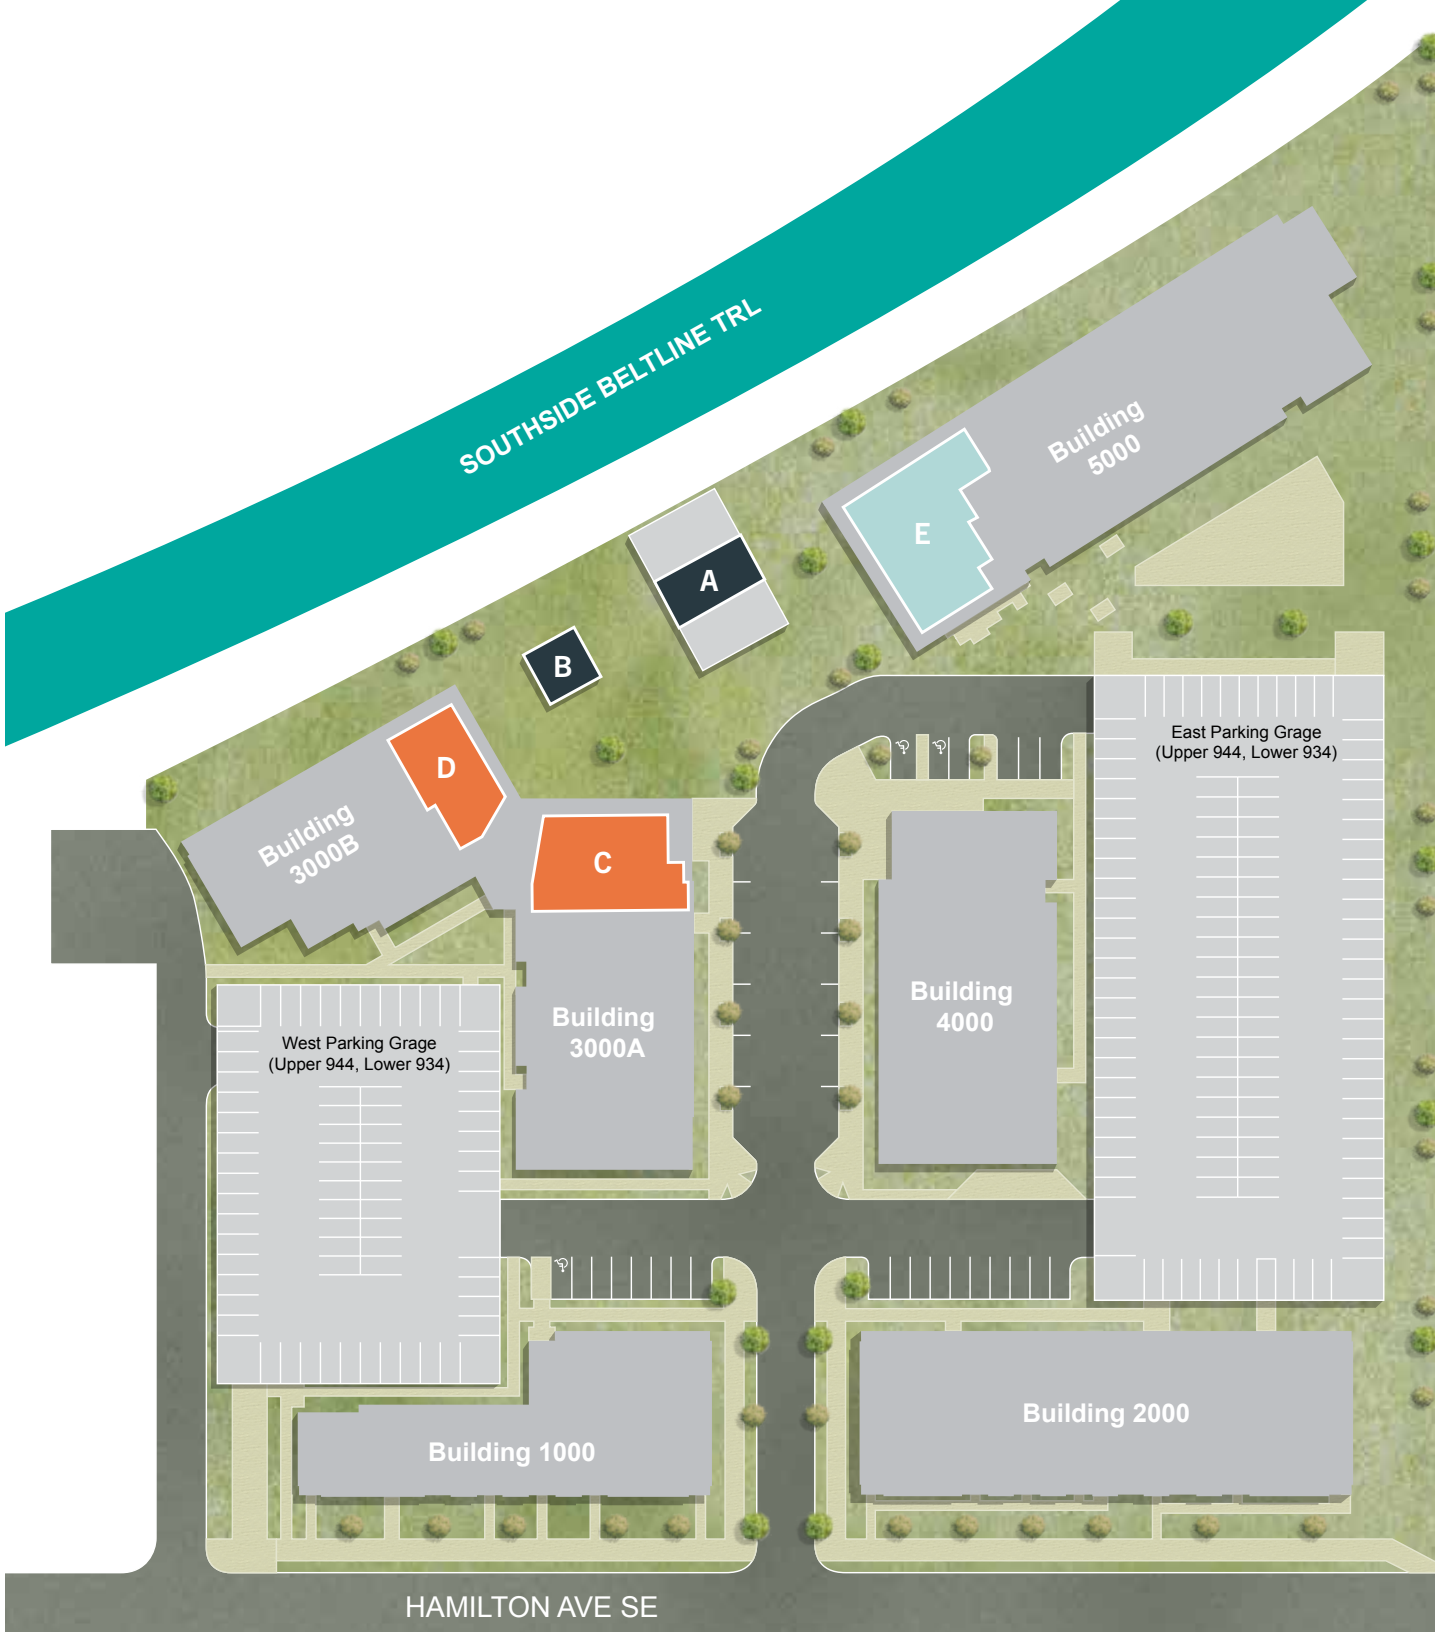 SOUTHSIDE BELTLINE TRL
Building
5000
E
A
B
D
C
Building
3000B
East Parking Grage
(Upper 944, Lower 934)
Building
4000
Building
3000A
West Parking Grage
(Upper 944, Lower 934)
Building 2000
Building 1000
HAMILTON AVE SE